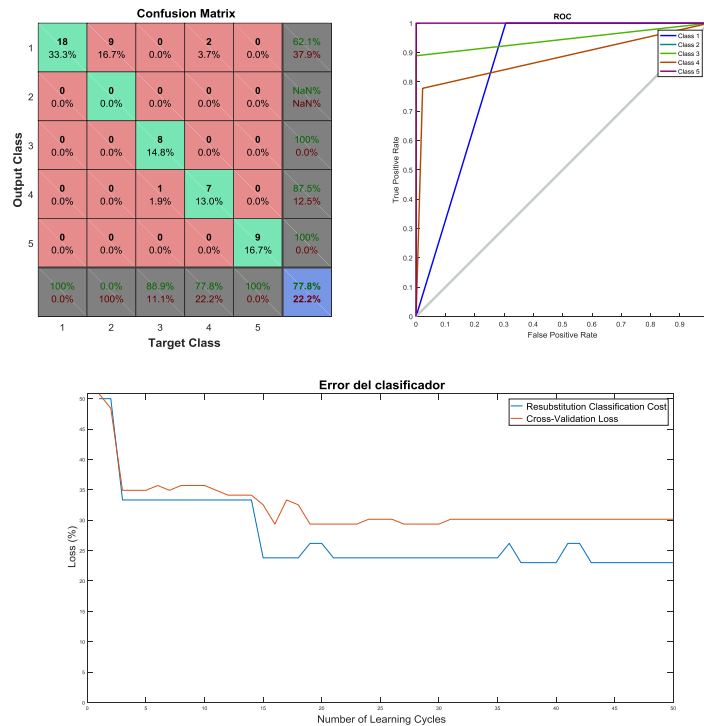 Confusion Matrix
1 18 9 0 2 0 62.1%
33.3% 16.7% 0.0% 3.7% 0.0% 37.9%
2 0 0 0 0 0 NaN%
0.0% 0.0% 0.0% 0.0% 0.0% NaN%
3 0 0 8 0 0 100%
0.0% 0.0% 14.8% 0.0% 0.0% 0.0%
4 0 0 1 7 0 87.5%
0.0% 0.0% 1.9% 13.0% 0.0% 12.5%
5 0 0 0 0 9 100%
0.0% 0.0% 0.0% 0.0% 16.7% 0.0%
100% 0.0% 88.9% 77.8% 100% 77.8%
0.0% 100% 11.1% 22.2% 0.0% 22.2%
1 2 3 4 5
Target Class
Output Class
ROC
1
0.9
0.8
0.7
0.6
0.5
0.4
0.3
0.2
0.1
0
True Positive Rate
Class 1
Class 2
Class 3
Class 4
Class 5
0 0.1 0.2 0.3 0.4 0.5 0.6 0.7 0.8 0.9
False Positive Rate
Error del clasificador
50
45
40
35
30
25
20
15
10
5
0
Loss (%)
Resubstitution Classification Cost
Cross-Validation Loss
0 5 10 15 20 25 30 35 40 45 50
Number of Learning Cycles